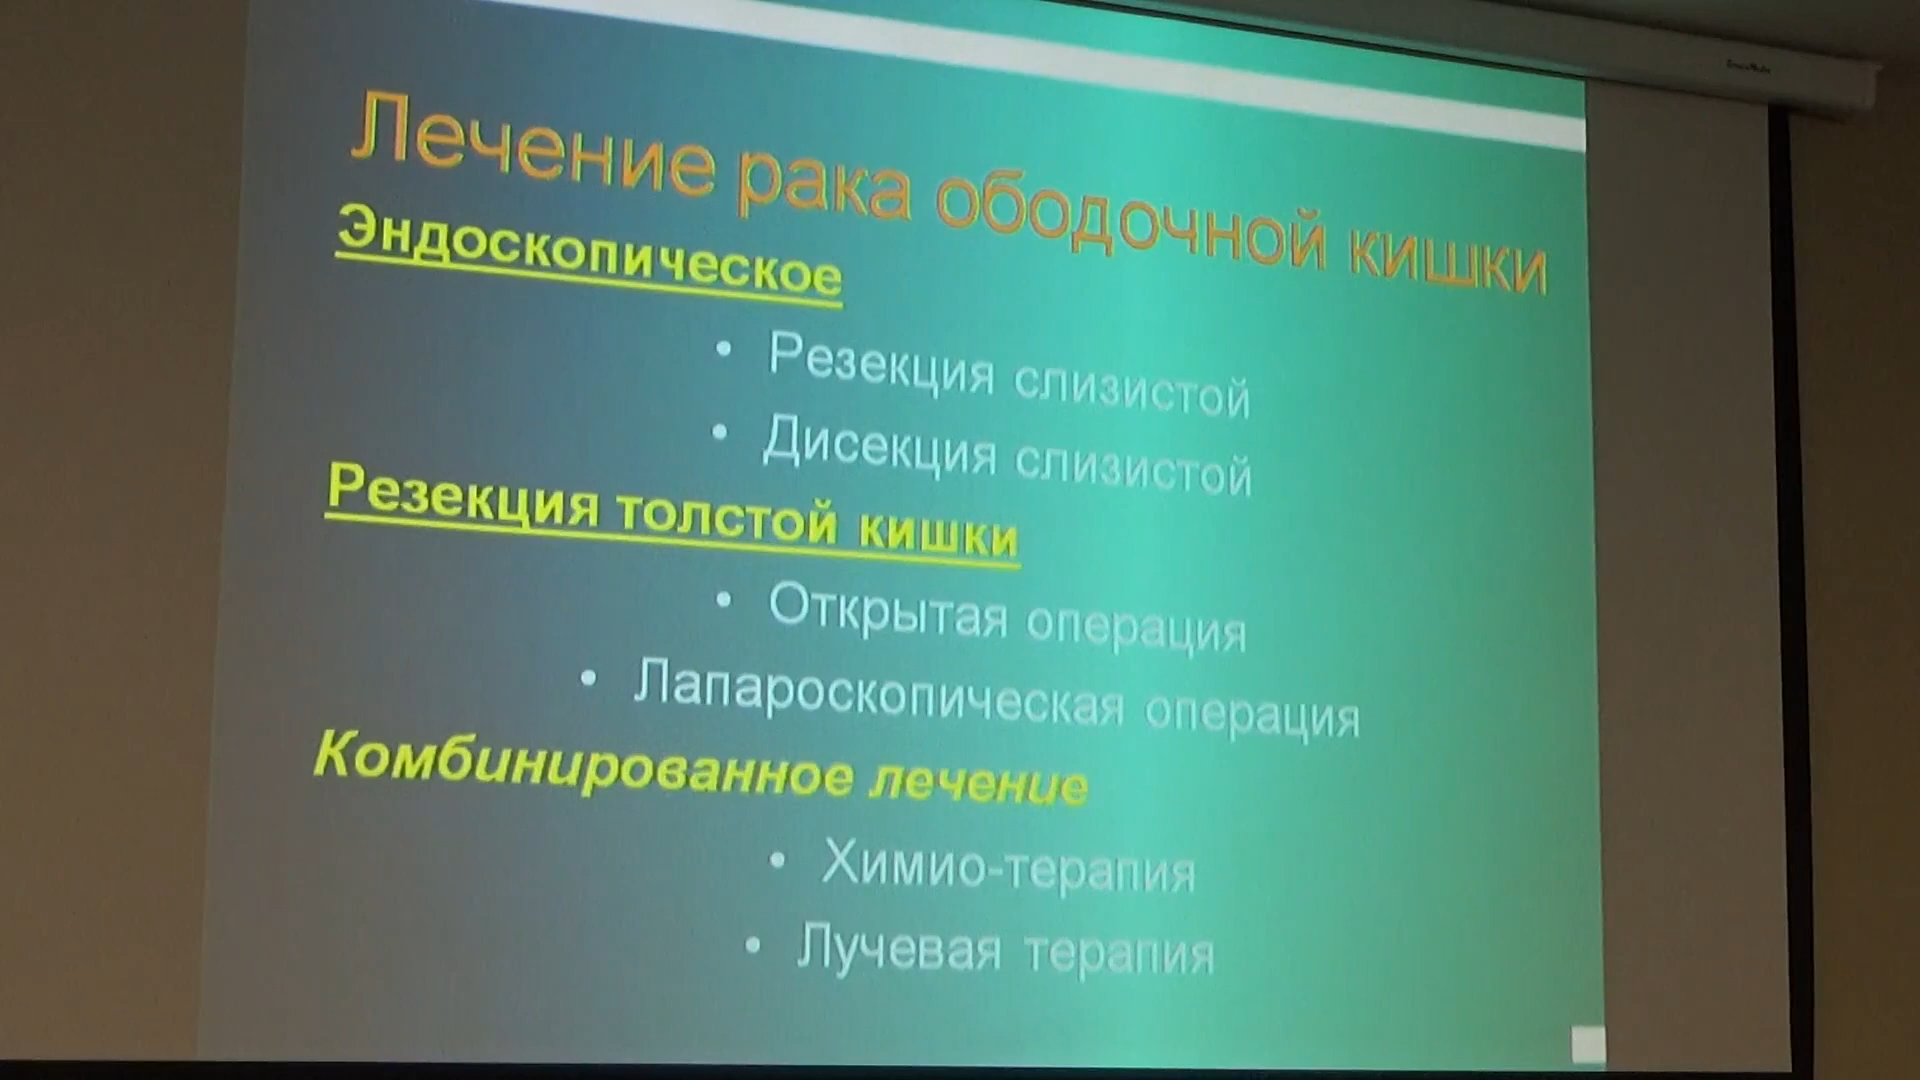 Лечение рака ободочной кишки
Эндоскопическое
• Резекция слизистой
• Дисекция слизистой
Резекция толстой кишки
• Открытая операция
• Лапароскопическая операция
Комбинированное лечение
• Химио-терапия
• Лучевая терапия